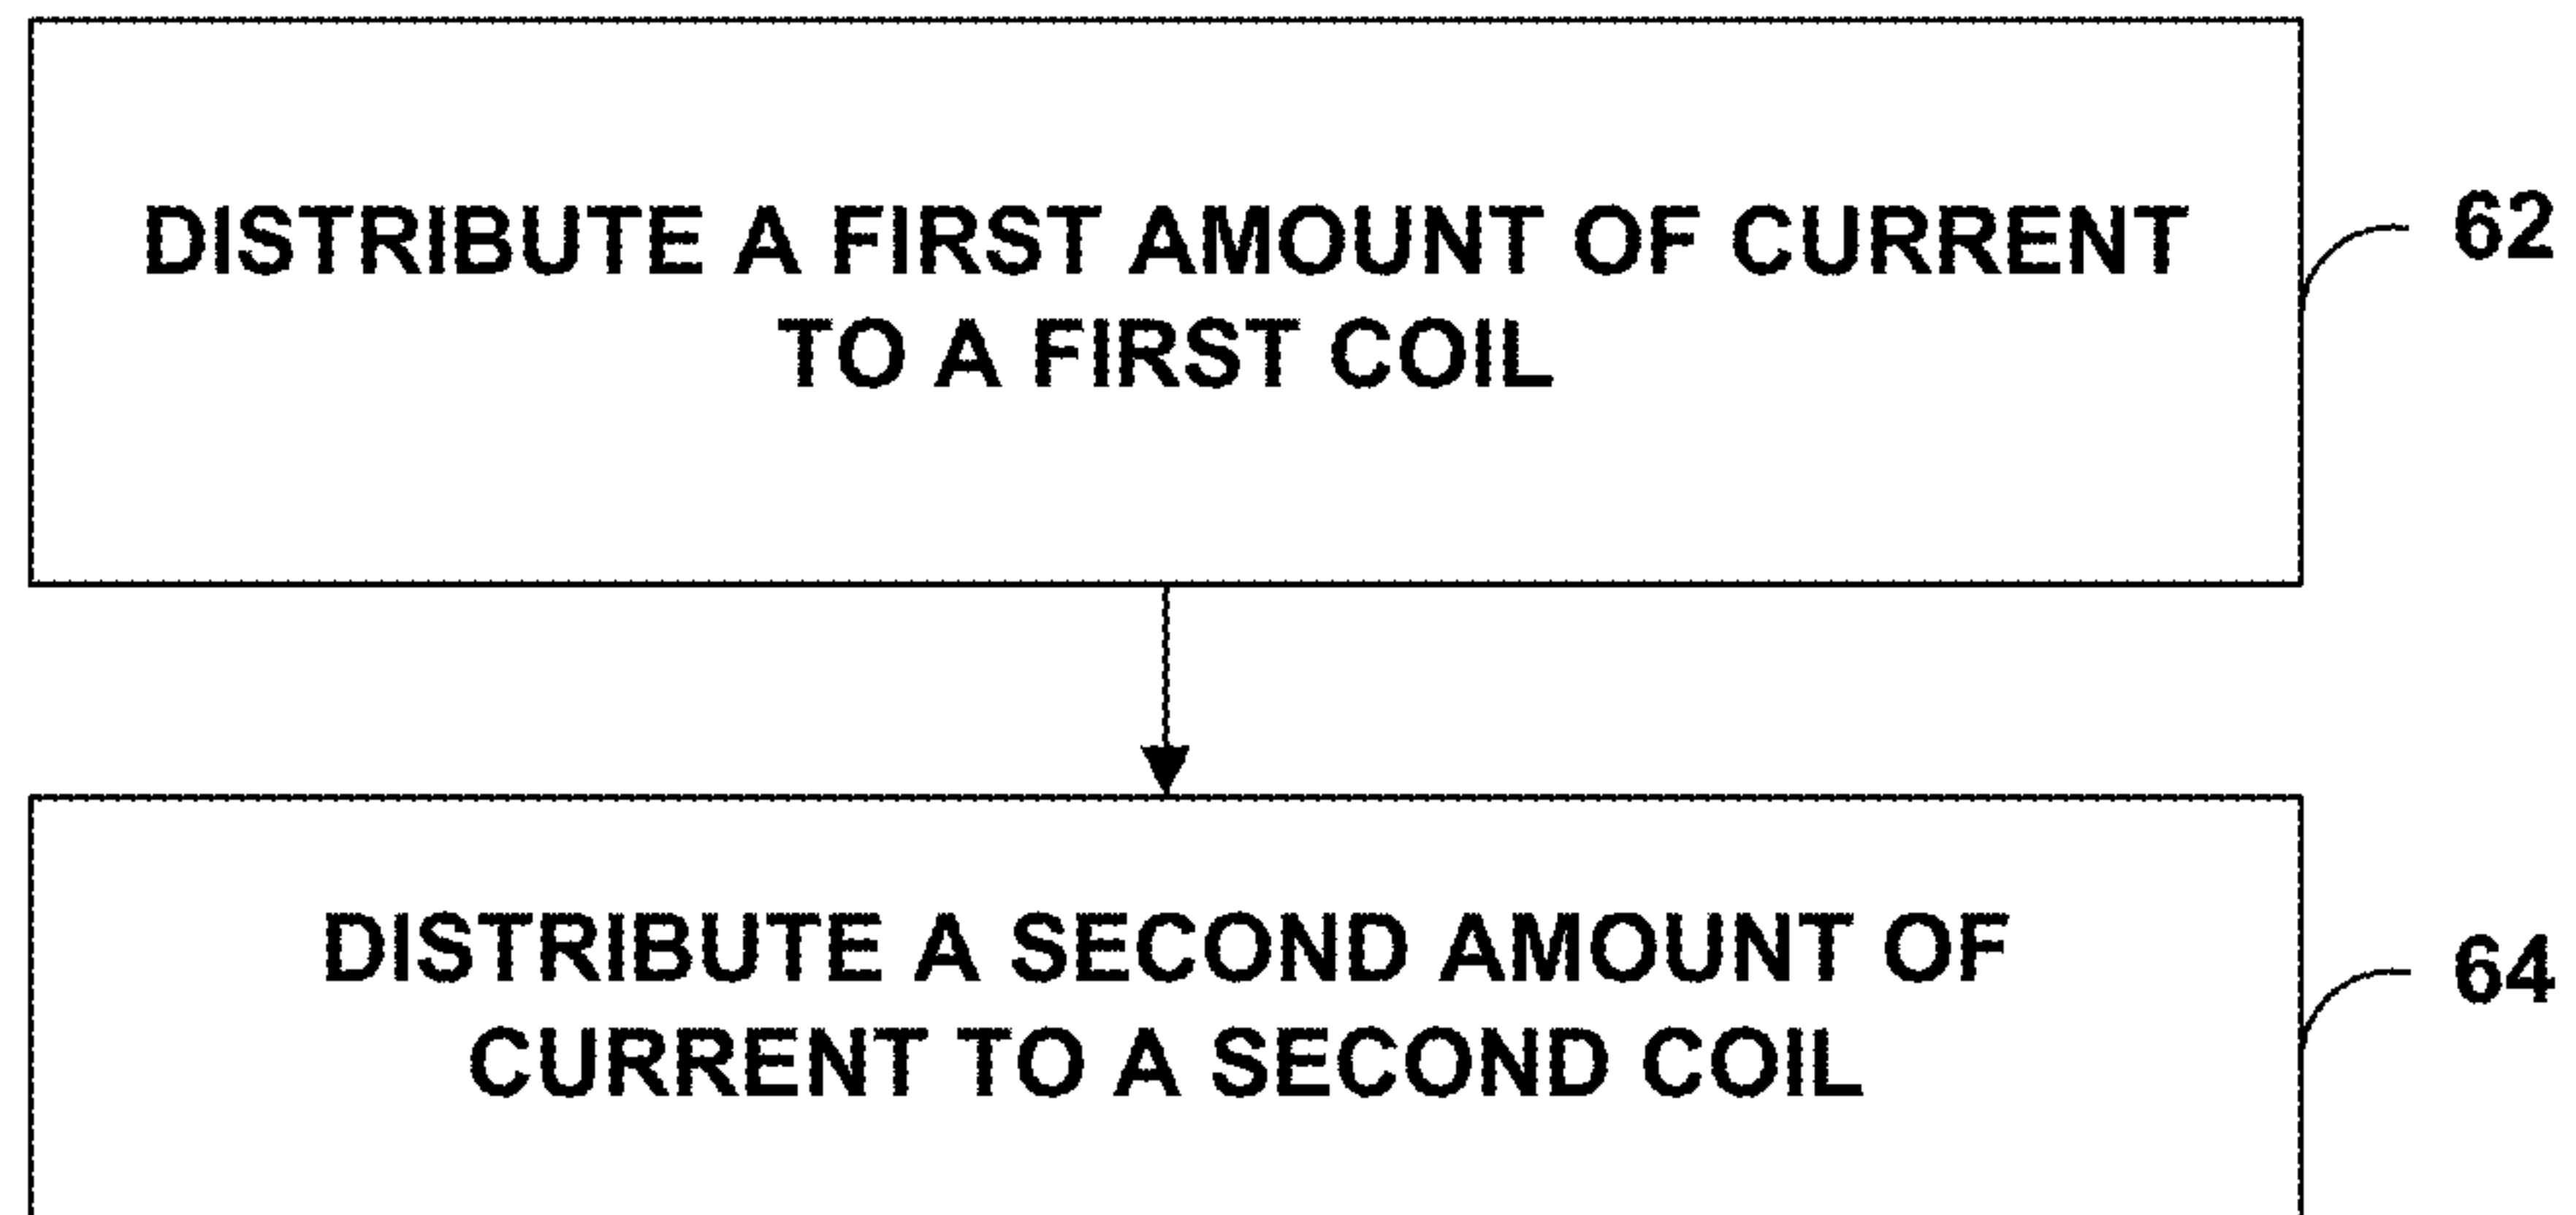 DISTRIBUTE A FIRST AMOUNT OF CURRENT
TO A FIRST COIL
62
DISTRIBUTE A SECOND AMOUNT OF
CURRENT TO A SECOND COIL
64